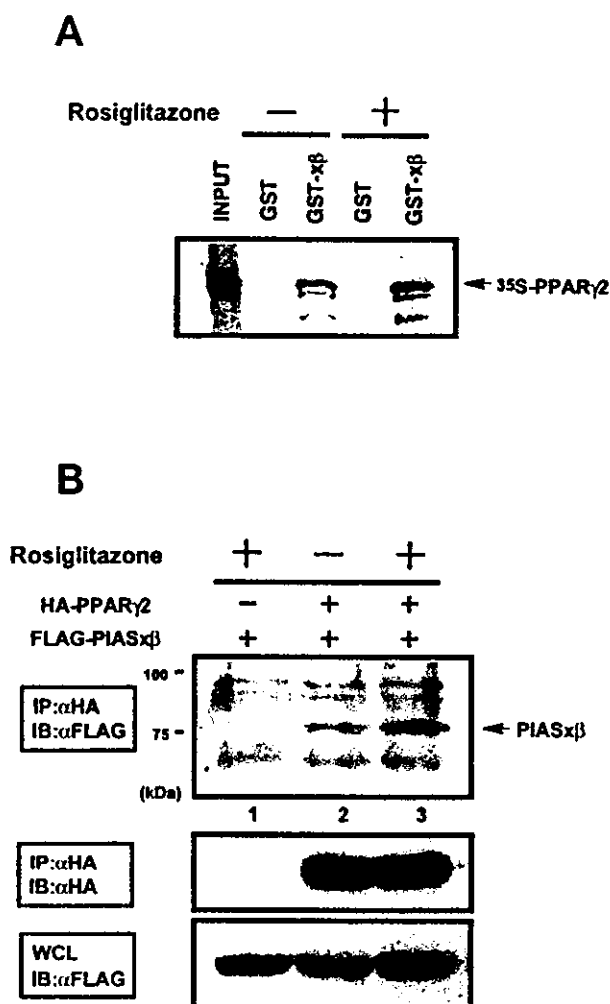 A
Rosiglitazone − +
INPUT GST GST-xβ GST GST-xβ
35S-PPARγ2
B
Rosiglitazone + − +
HA-PPARγ2 − + +
FLAG-PIASxβ + + +
100
IP:αHA
IB:αFLAG
75
PIASxβ
(kDa)
1 2 3
IP:αHA
IB:αHA
WCL
IB:αFLAG